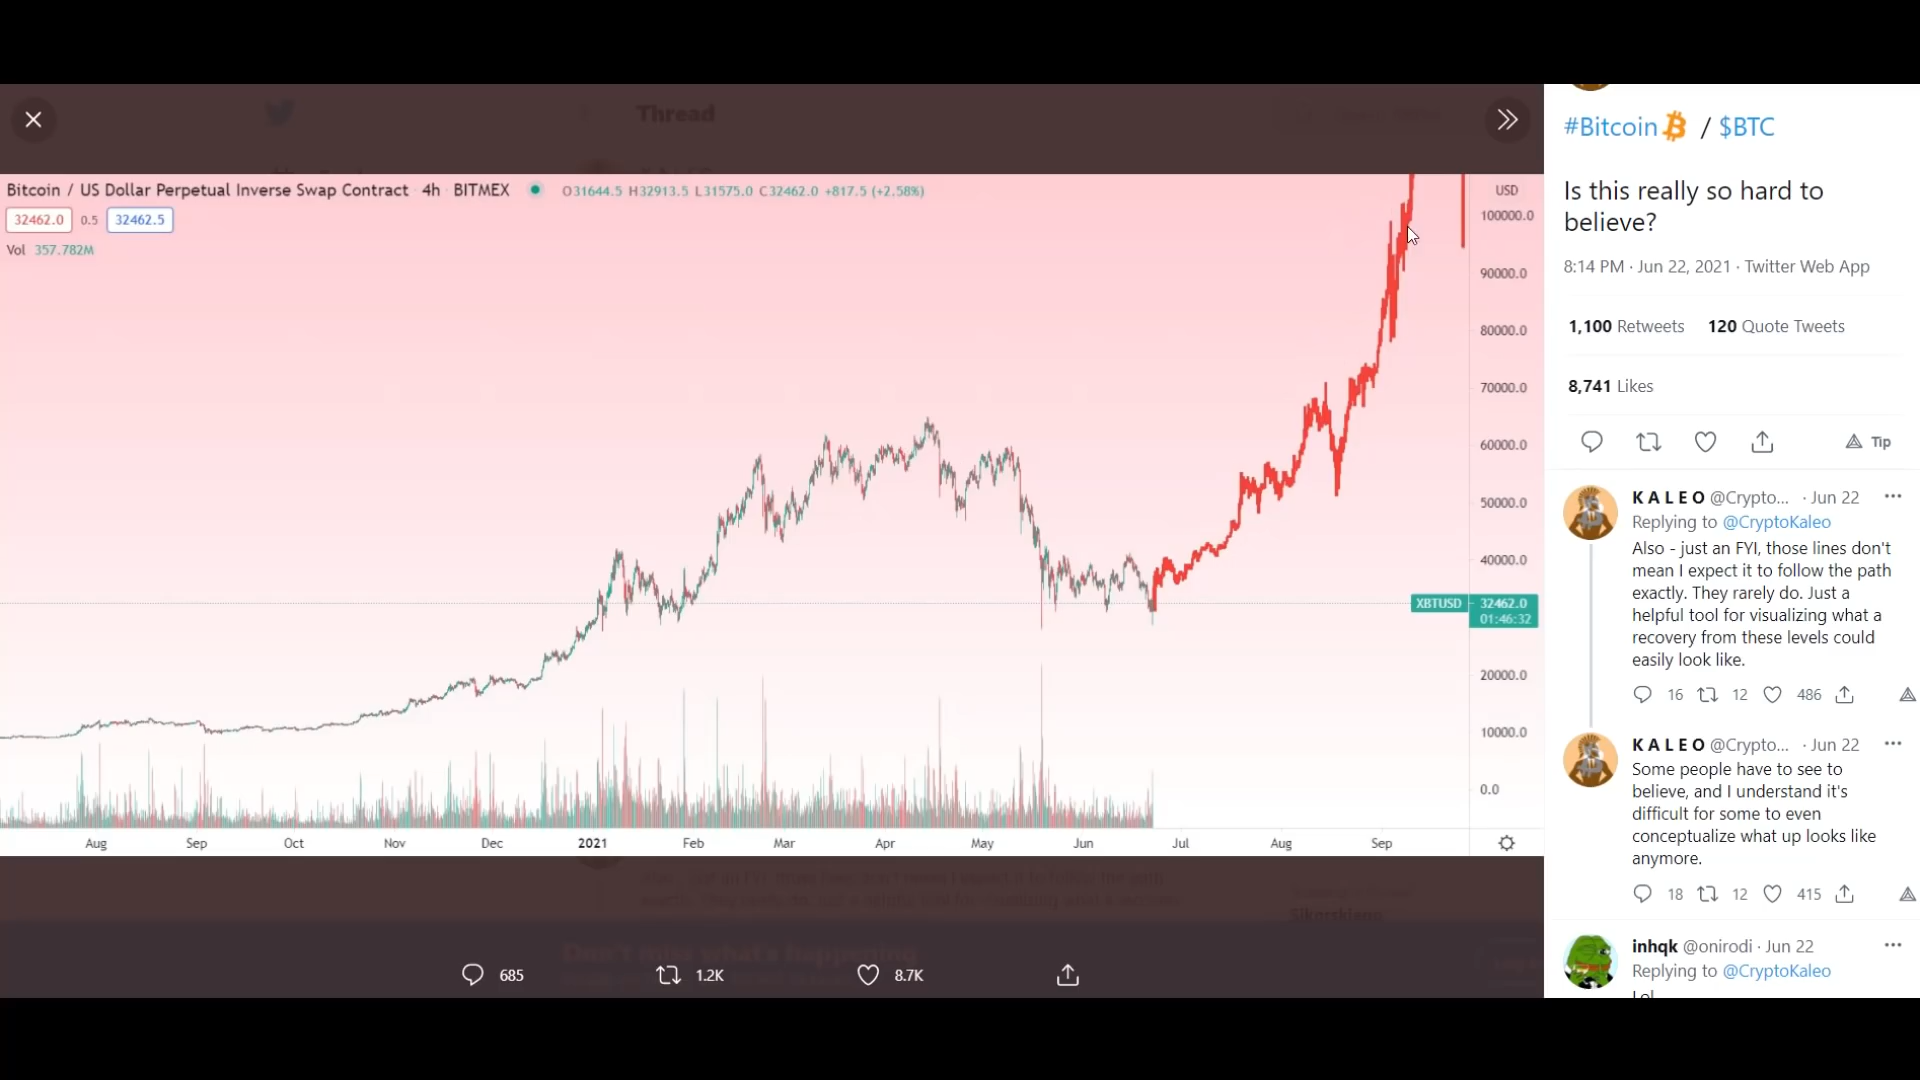 Thread
Bitcoin / US Dollar Perpetual Inverse Swap Contract 4h BITMEX O31644.5 H32913.5 L31575.0 C32462.0 +817.5 (+2.58%)
32462.0 0.5 32462.5
Vol 357.782M
USD
100000.0
90000.0
80000.0
70000.0
60000.0
50000.0
40000.0
XBTUSD 32462.0
01:46:32
20000.0
10000.0
0.0
Aug Sep Oct Nov Dec 2021 Feb Mar Apr May Jun Jul Aug Sep
Don't miss what's happening
685 1.2K 8.7K
#Bitcoin / $BTC
Is this really so hard to
believe?
8:14 PM · Jun 22, 2021 · Twitter Web App
1,100 Retweets 120 Quote Tweets
8,741 Likes
Tip
K A L E O @Crypto... · Jun 22
Replying to @CryptoKaleo
Also - just an FYI, those lines don't
mean I expect it to follow the path
exactly. They rarely do. Just a
helpful tool for visualizing what a
recovery from these levels could
easily look like.
16 12 486
K A L E O @Crypto... · Jun 22
Some people have to see to
believe, and I understand it's
difficult for some to even
conceptualize what up looks like
anymore.
18 12 415
inhqk @onirodi · Jun 22
Replying to @CryptoKaleo
Lol